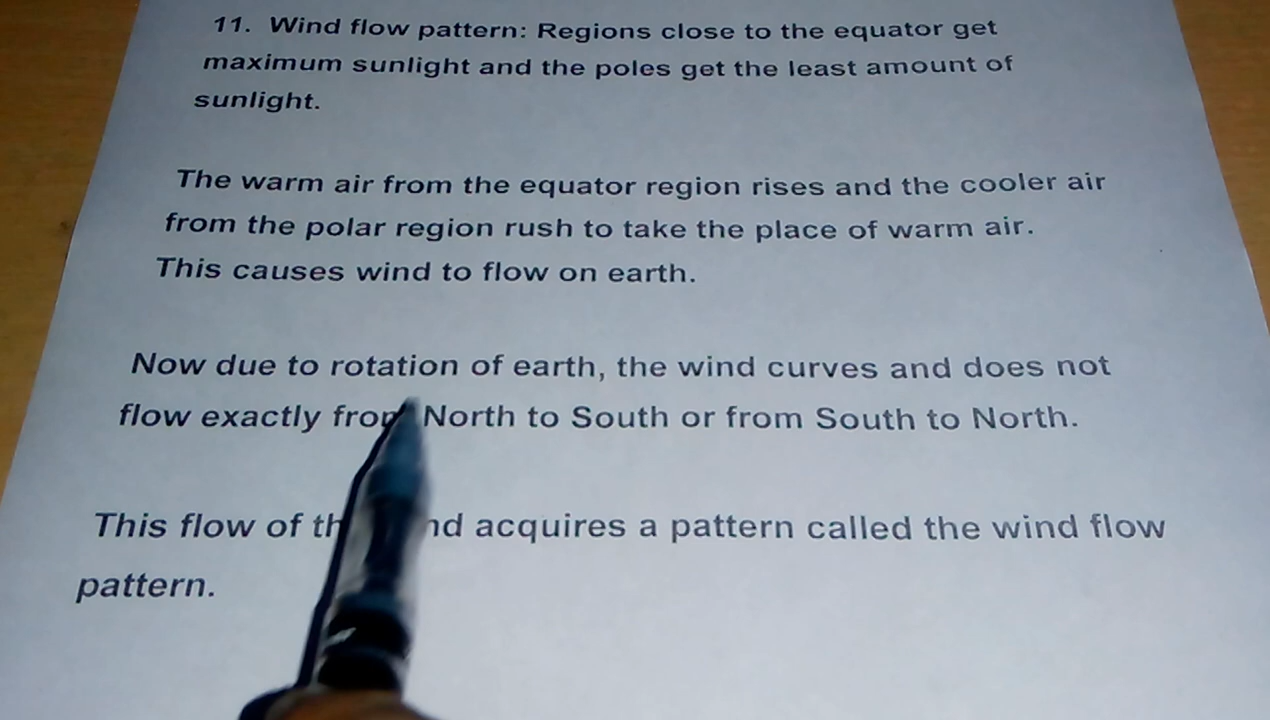 11. Wind flow pattern: Regions close to the equator get
maximum sunlight and the poles get the least amount of
sunlight.
The warm air from the equator region rises and the cooler air
from the polar region rush to take the place of warm air.
This causes wind to flow on earth.
Now due to rotation of earth, the wind curves and does not
flow exactly from North to South or from South to North.
This flow of acquires a pattern called the wind flow
pattern.